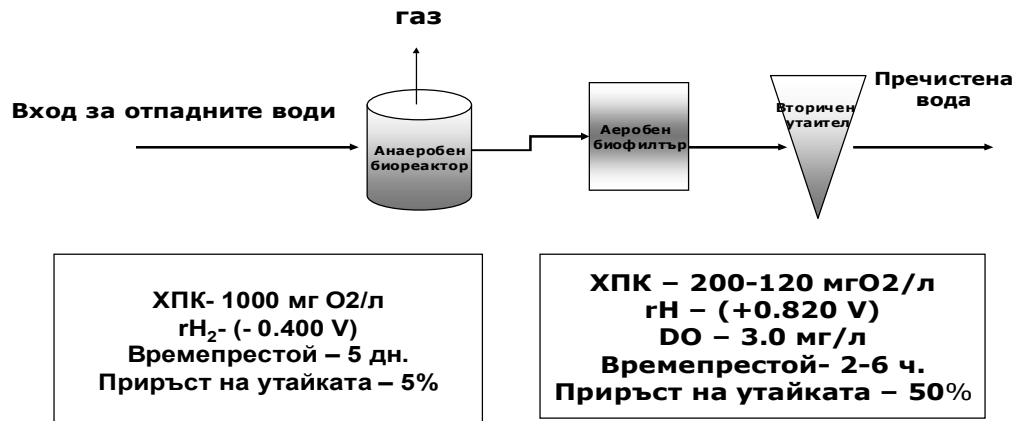 газ
Вход за отпадните води
Анаеробен
биореактор
Аеробен
биофилтър
Вторичен
утаител
Пречистена
вода
ХПК- 1000 мг О2/л
rH2- (- 0.400 V)
Времепрестой – 5 дн.
Приръст на утайката – 5%
ХПК – 200-120 мгО2/л
rH – (+0.820 V)
DO – 3.0 мг/л
Времепрестой- 2-6 ч.
Приръст на утайката – 50%